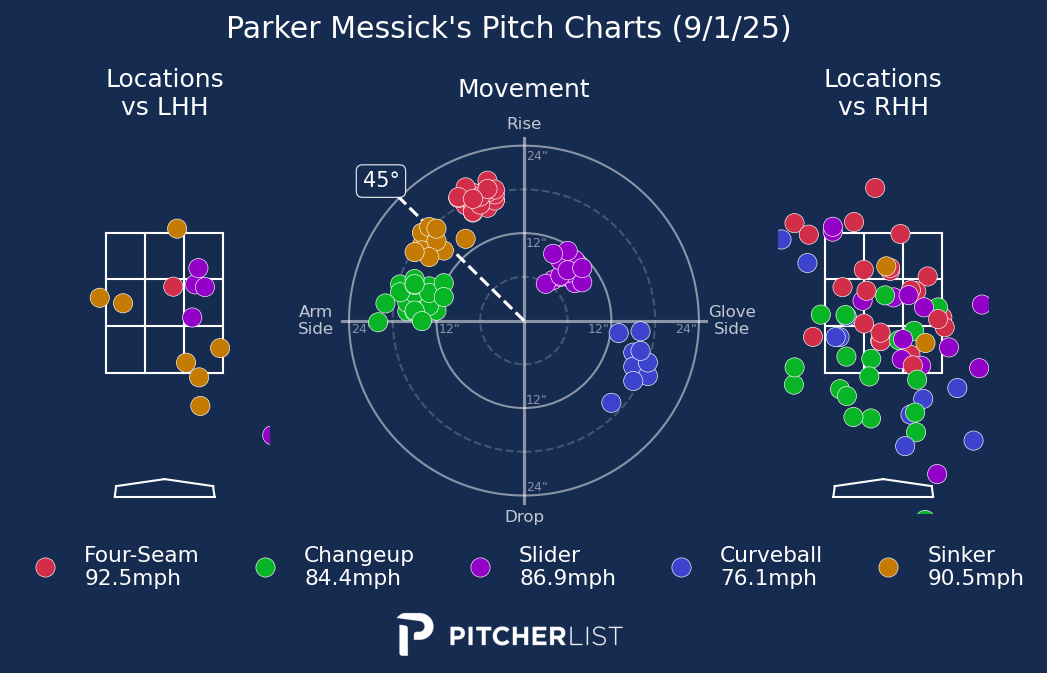 Parker Messick's Pitch Charts (9/1/25)
Locations
vs LHH
Movement
Locations
vs RHH
Rise
24"
45°
12"
Arm
Side
24"
12"
12"
24"
Glove
Side
12"
24"
Drop
Four-Seam
92.5mph
Changeup
84.4mph
Slider
86.9mph
Curveball
76.1mph
Sinker
90.5mph
PITCHERLIST